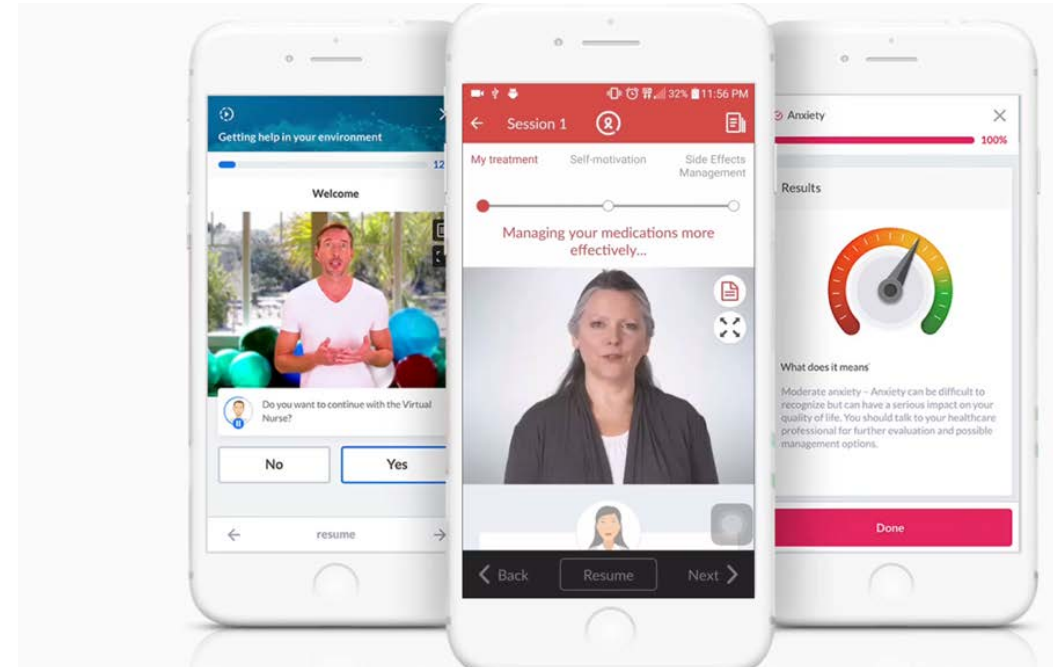 Getting help in your environment
12
Welcome
Do you want to continue with the Virtual
Nurse?
No
Yes
resume
32% 11:56 PM
Session 1
My treatment
Self-motivation
Side Effects
Management
Managing your medications more
effectively...
Back
Resume
Next
Anxiety
100%
Results
What does it means
Moderate anxiety – Anxiety can be difficult to
recognize but can have a serious impact on your
quality of life. You should talk to your healthcare
professional for further evaluation and possible
management options.
Done